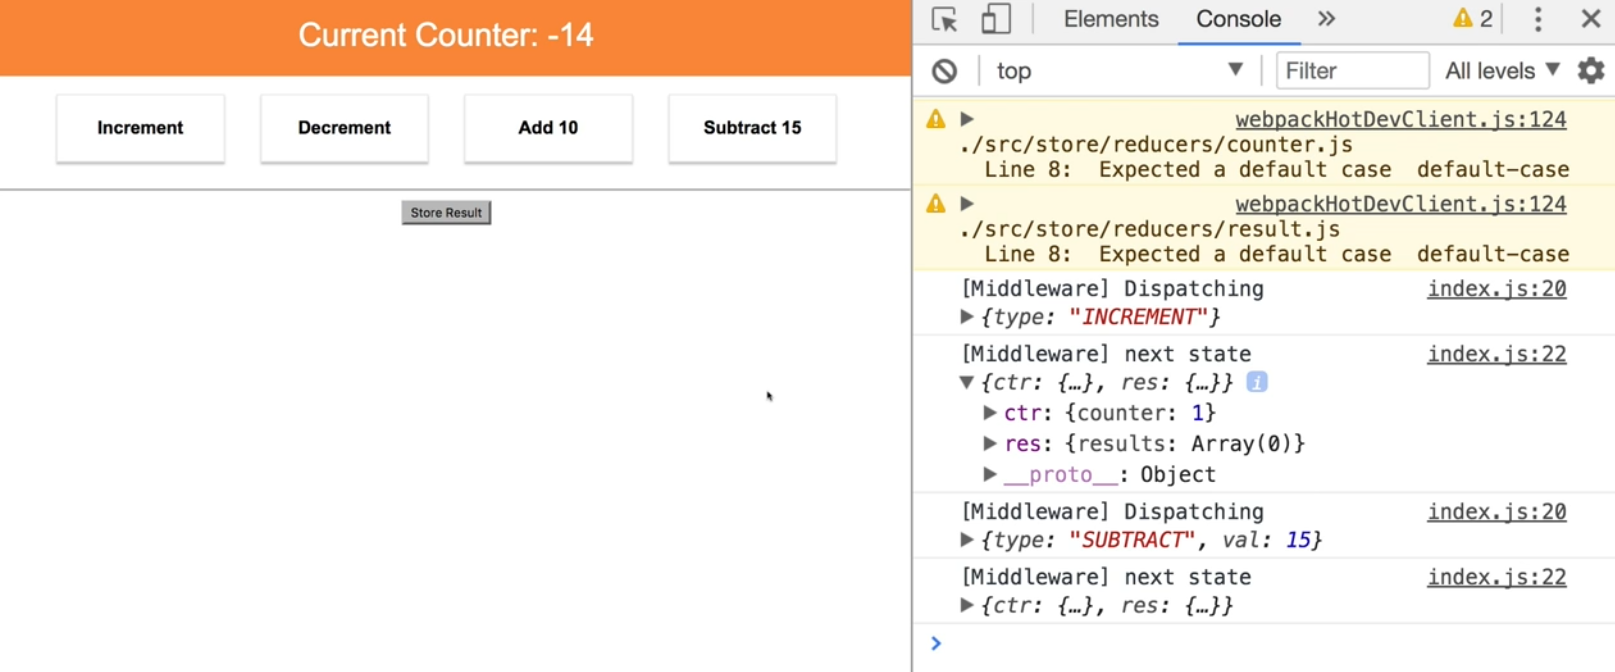 Current Counter: -14
Increment
Decrement
Add 10
Subtract 15
Store Result
Elements Console » 2
top Filter All levels
webpackHotDevClient.js:124
./src/store/reducers/counter.js
Line 8: Expected a default case default-case
webpackHotDevClient.js:124
./src/store/reducers/result.js
Line 8: Expected a default case default-case
[Middleware] Dispatching index.js:20
{type: "INCREMENT"}
[Middleware] next state index.js:22
{ctr: {…}, res: {…}} i
ctr: {counter: 1}
res: {results: Array(0)}
__proto__: Object
[Middleware] Dispatching index.js:20
{type: "SUBTRACT", val: 15}
[Middleware] next state index.js:22
{ctr: {…}, res: {…}}